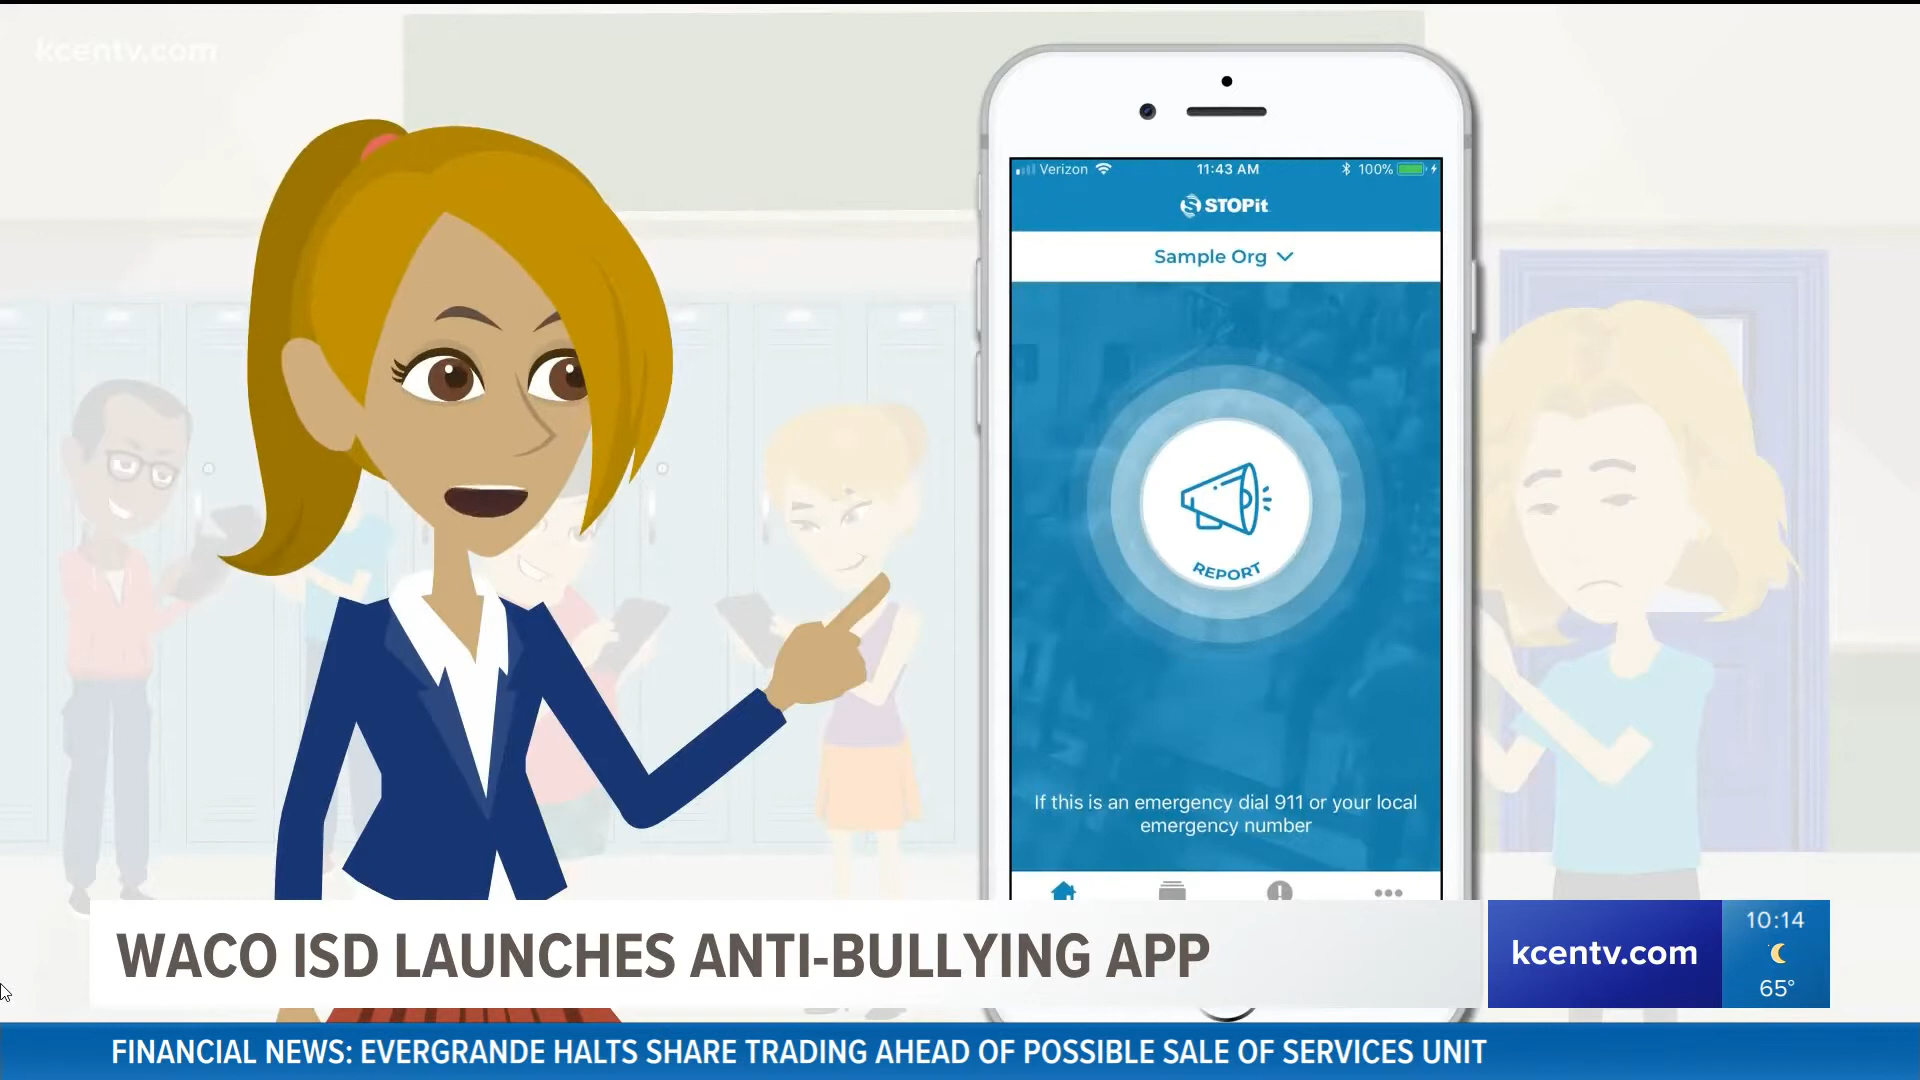 kcentv.com
Verizon 11:43 AM 100%
STOPit
Sample Org
REPORT
If this is an emergency dial 911 or your local
emergency number
WACO ISD LAUNCHES ANTI-BULLYING APP
kcentv.com
10:14
65°
FINANCIAL NEWS: EVERGRANDE HALTS SHARE TRADING AHEAD OF POSSIBLE SALE OF SERVICES UNIT